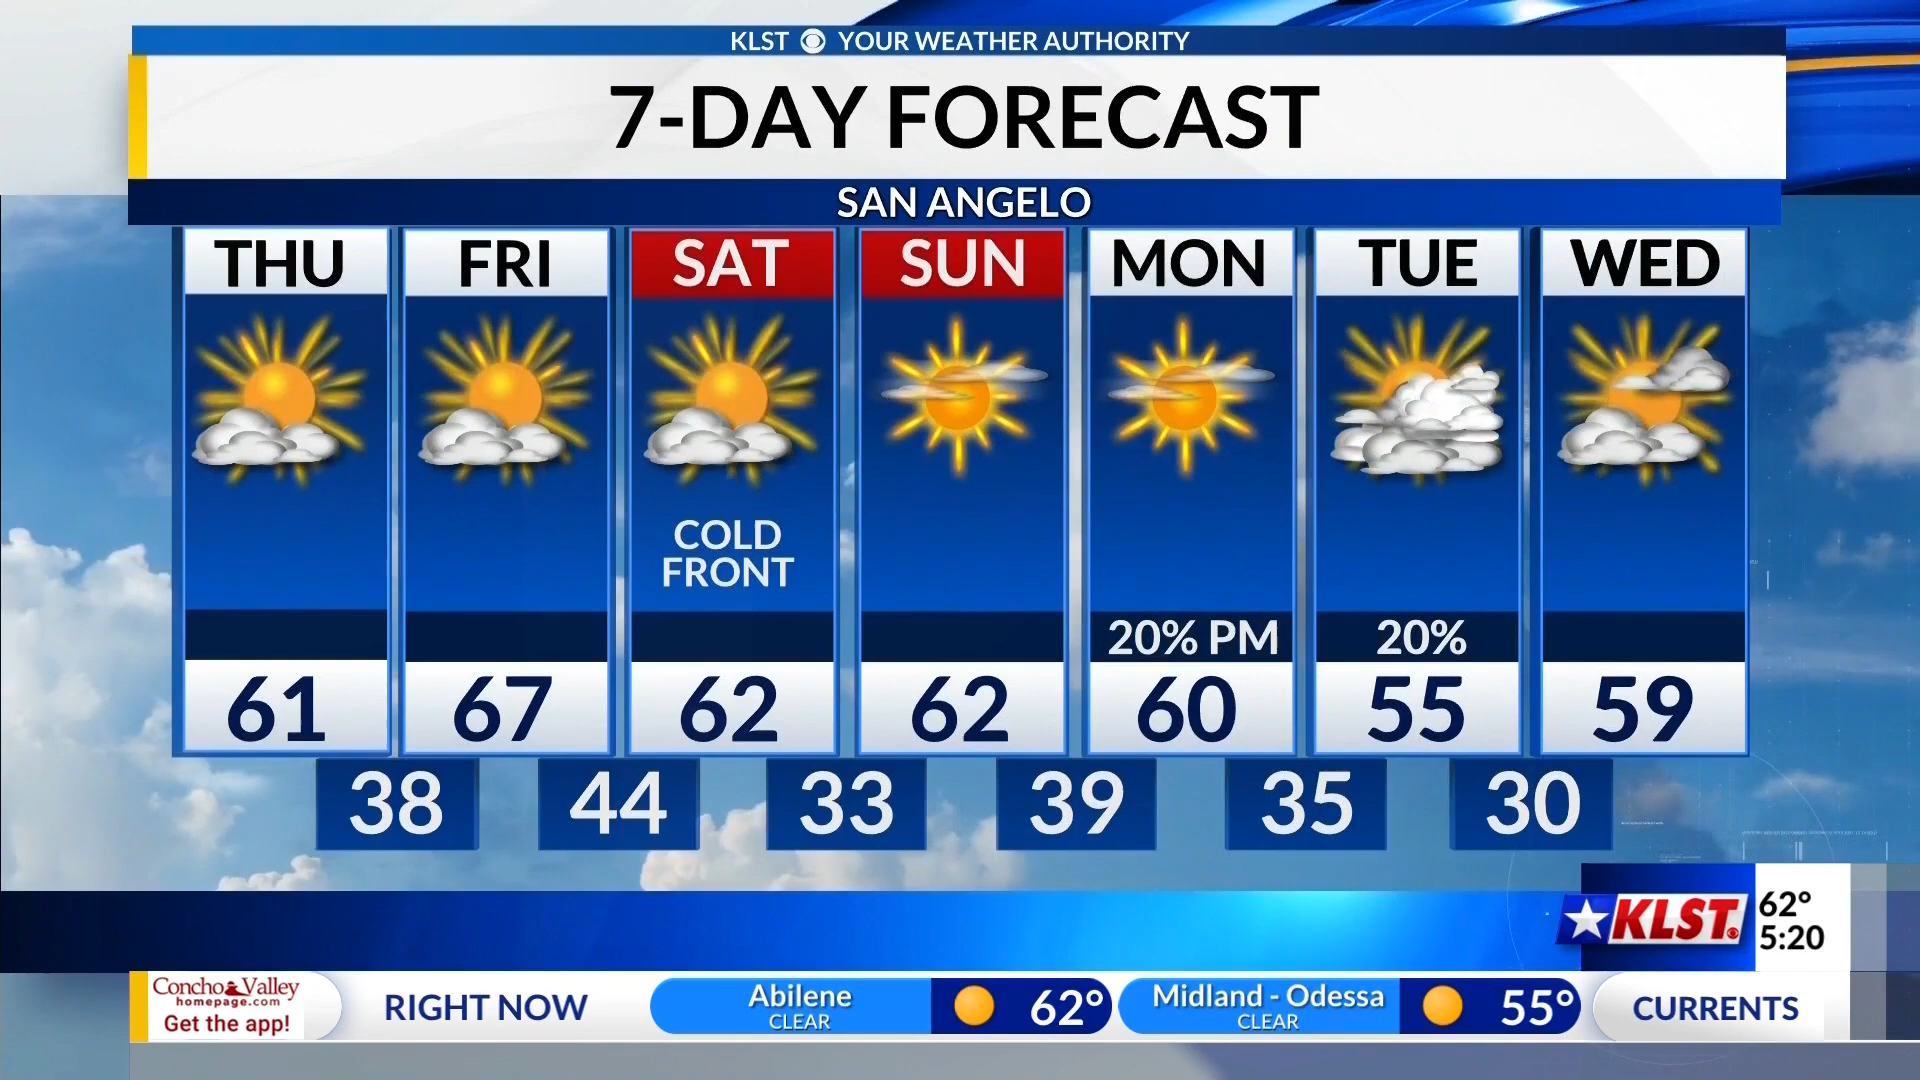 KLST YOUR WEATHER AUTHORITY
7-DAY FORECAST
SAN ANGELO
THU FRI SAT SUN MON TUE WED
COLD
FRONT
20% PM 20%
61 67 62 62 60 55 59
38 44 33 39 35 30
KLST.
62°
5:20
Concho Valley
homepage.com
Get the app!
RIGHT NOW
Abilene
CLEAR
62°
Midland - Odessa
CLEAR
55°
CURRENTS